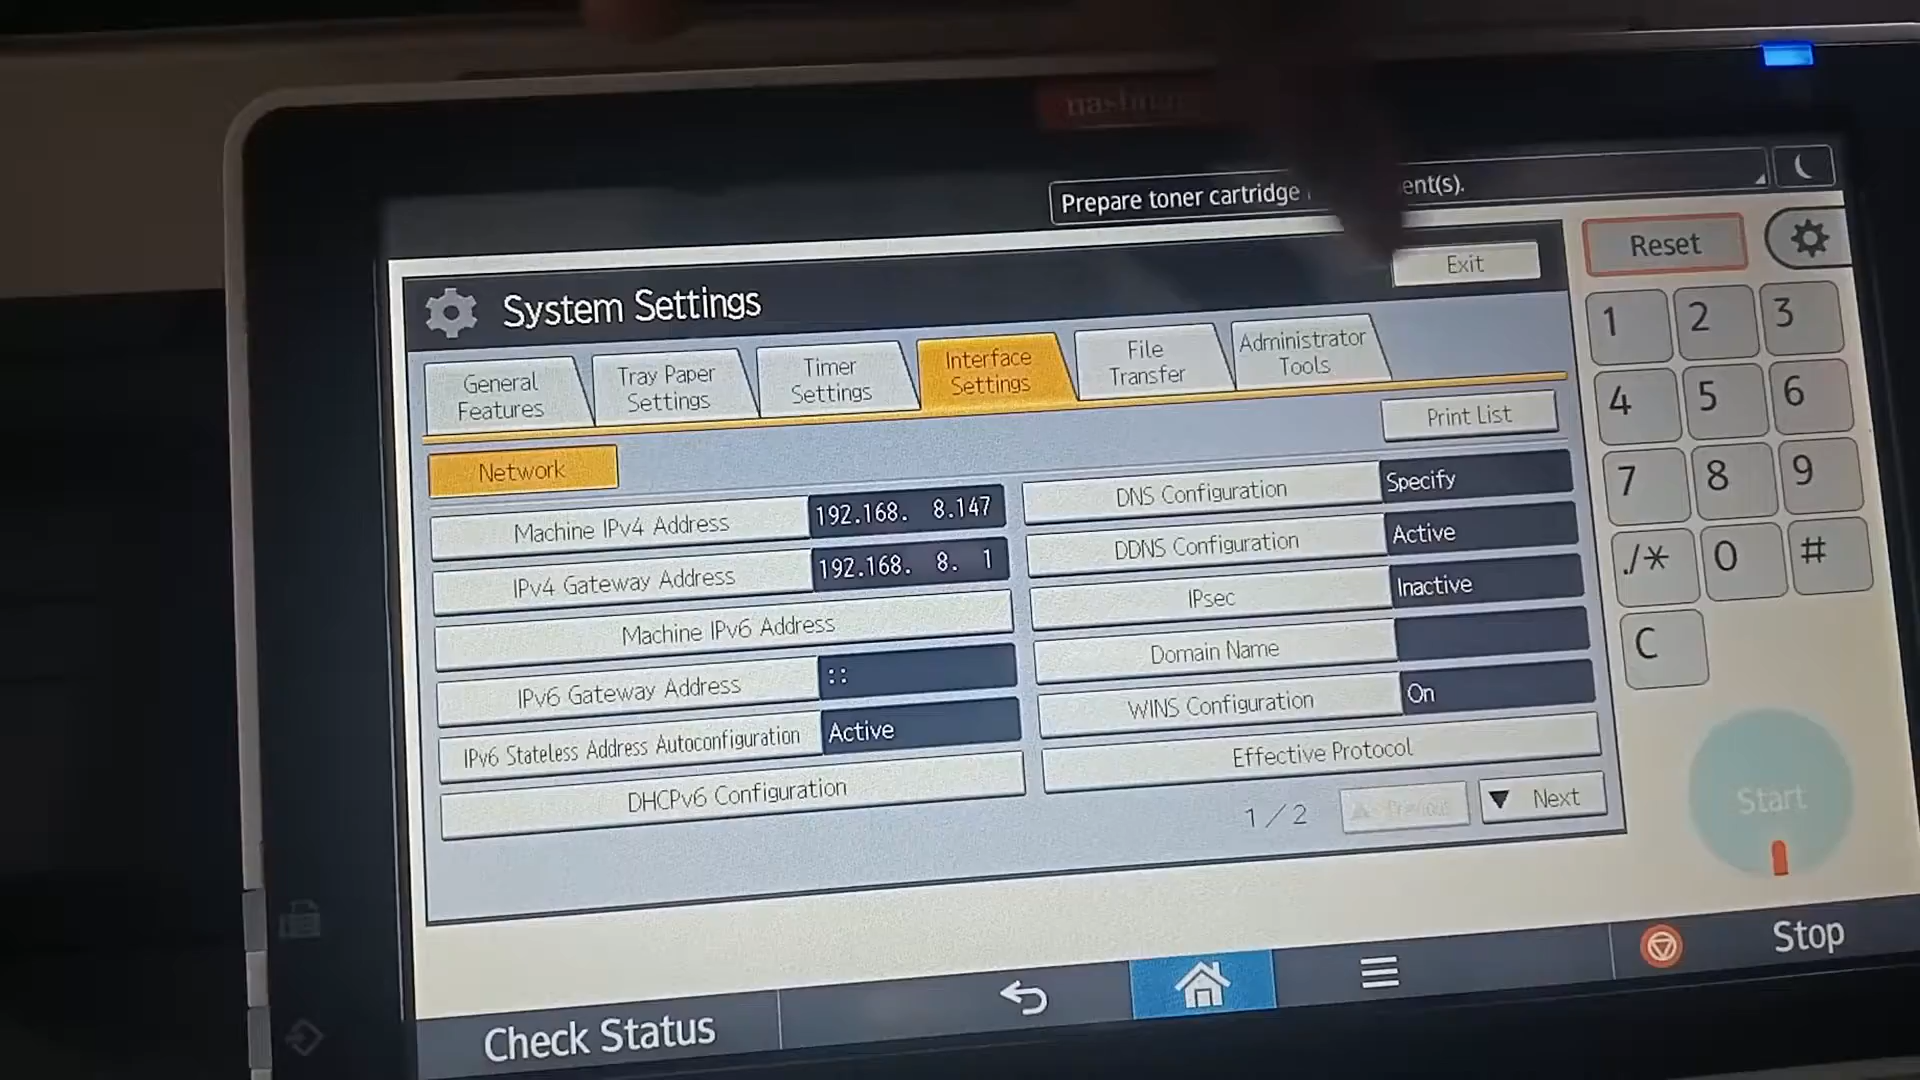 Prepare toner cartridge
ent(s).
System Settings
Exit
Reset
General Features
Tray Paper Settings
Timer Settings
Interface Settings
File Transfer
Administrator Tools
Print List
Network
Machine IPv4 Address 192.168. 8.147
IPv4 Gateway Address 192.168. 8. 1
Machine IPv6 Address
IPv6 Gateway Address ::
IPv6 Stateless Address Autoconfiguration Active
DHCPv6 Configuration
DNS Configuration Specify
DDNS Configuration Active
IPsec Inactive
Domain Name
WINS Configuration On
Effective Protocol
1 / 2
▲ Previous
▼ Next
1 2 3
4 5 6
7 8 9
./* 0 #
C
Start
Check Status
Stop